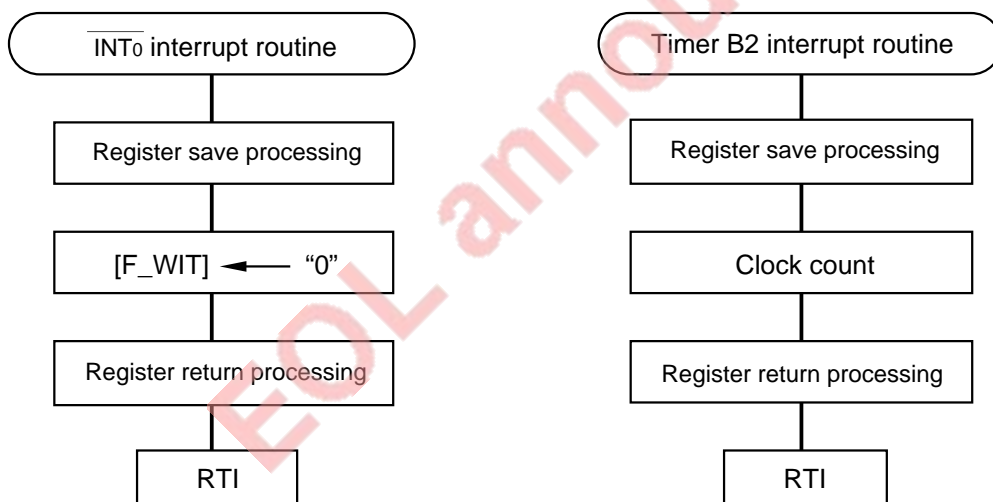 INT0 interrupt routine
Register save processing
[F_WIT] ← “0”
Register return processing
RTI
Timer B2 interrupt routine
Register save processing
Clock count
Register return processing
RTI
EOL